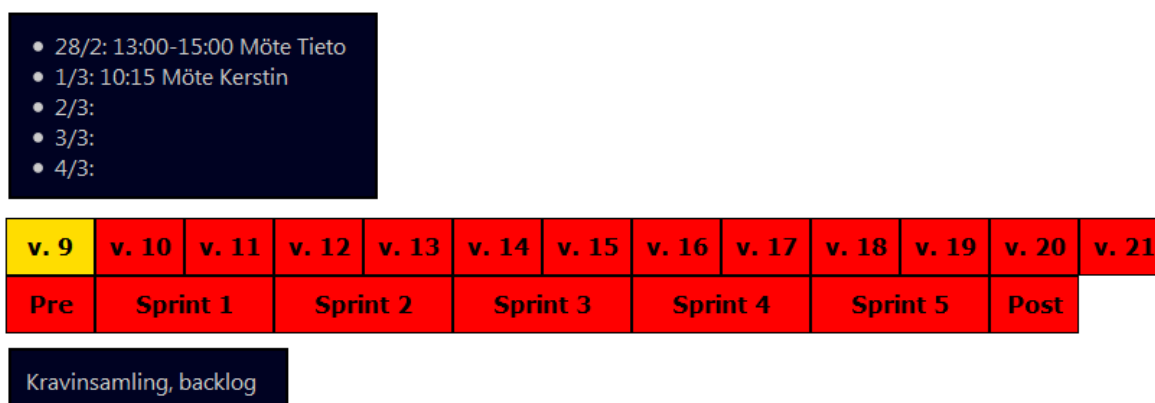 28/2: 13:00-15:00 Möte Tieto
1/3: 10:15 Möte Kerstin
2/3:
3/3:
4/3:
v. 9 v. 10 v. 11 v. 12 v. 13 v. 14 v. 15 v. 16 v. 17 v. 18 v. 19 v. 20 v. 21
Pre Sprint 1 Sprint 2 Sprint 3 Sprint 4 Sprint 5 Post
Kravinsamling, backlog